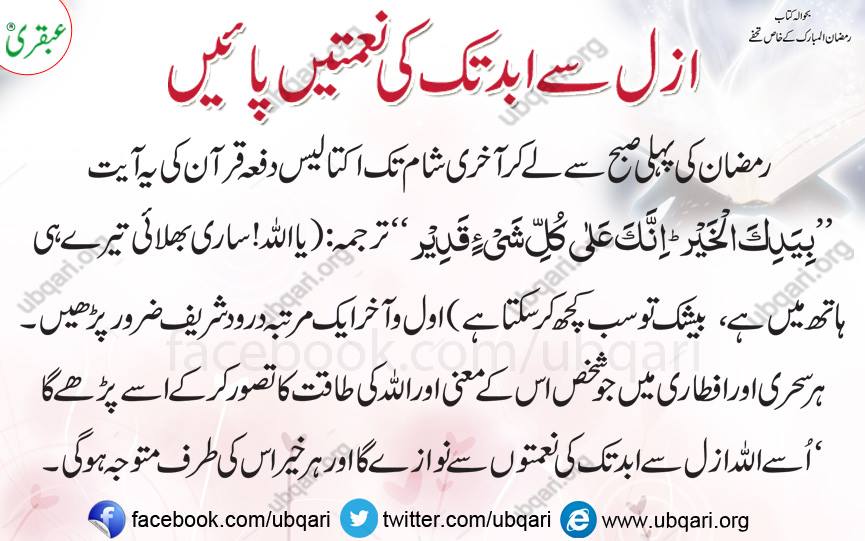 بحوالہ کتاب
رمضان المبارک کے خاص تحفے
عبقری®
ازل سے ابد تک کی نعمتیں پائیں
رمضان کی پہلی صبح سے لے کر آخری شام تک اکتالیس دفعہ قرآن کی یہ آیت
”بِيَدِكَ الْخَيْرُ ؕ اِنَّكَ عَلٰى كُلِّ شَىْءٍ قَدِيْر“ ترجمہ: (یا اللہ! ساری بھلائی تیرے ہی
ہاتھ میں ہے، بیشک تو سب کچھ کر سکتا ہے) اول و آخر ایک مرتبہ درود شریف ضرور پڑھیں۔
ہر سحری اور افطاری میں جو شخص اس کے معنی اور اللہ کی طاقت کا تصور کر کے اسے پڑھے گا
‘اُسے اللہ ازل سے ابد تک کی نعمتوں سے نوازے گا اور ہر خیر اس کی طرف متوجہ ہوگی۔
facebook.com/ubqari
ubqari.org
facebook.com/ubqari twitter.com/ubqari www.ubqari.org